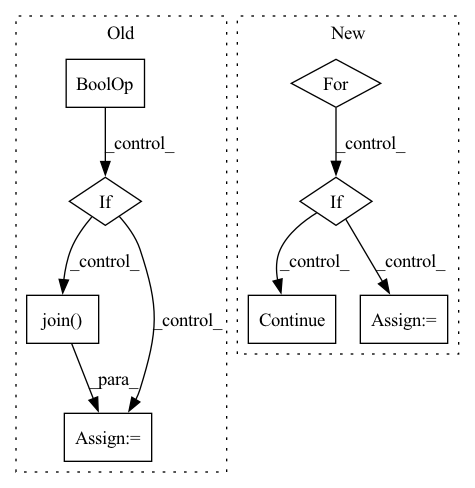 Old
New
BoolOp
For
_control_
_control_
If
If
_control_
_control_
_control_
_control_
join()
Continue
Assign:=
_para_
Assign:=